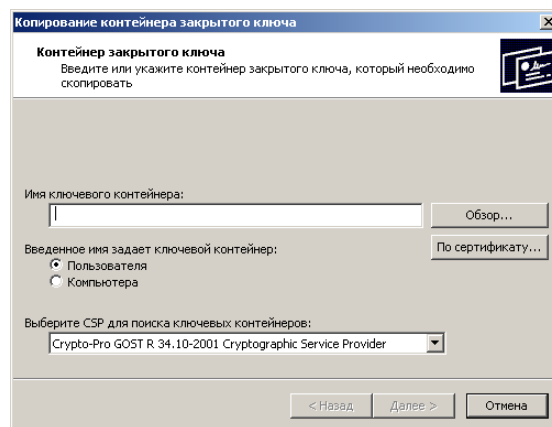 Копирование контейнера закрытого ключа
Контейнер закрытого ключа
Введите или укажите контейнер закрытого ключа, который необходимо
скопировать
Имя ключевого контейнера:
Обзор...
Введенное имя задает ключевой контейнер:
По сертификату...
Пользователя
Компьютера
Выберите CSP для поиска ключевых контейнеров:
Crypto-Pro GOST R 34.10-2001 Cryptographic Service Provider
< Назад
Далее >
Отмена